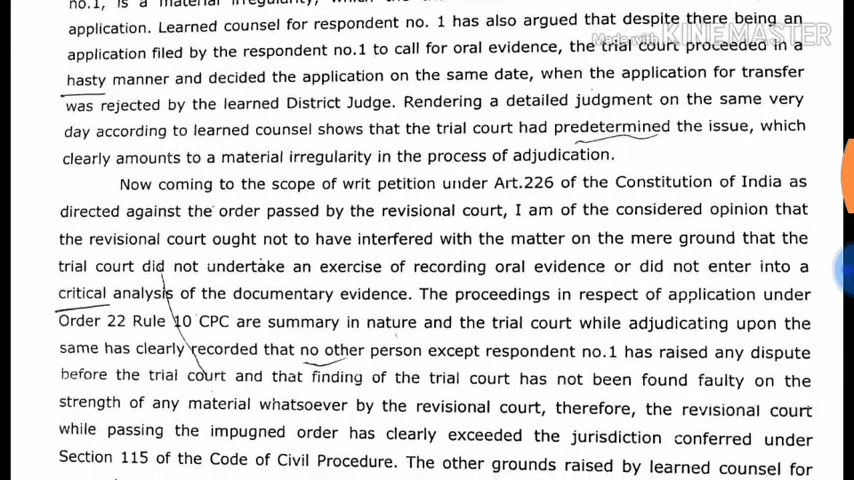 no.1, is a material irregularity, which the
application. Learned counsel for respondent no. 1 has also argued that despite there being an
Made with KINEMASTER
application filed by the respondent no.1 to call for oral evidence, the trial court proceeded in a
hasty manner and decided the application on the same date, when the application for transfer
was rejected by the learned District Judge. Rendering a detailed judgment on the same very
day according to learned counsel shows that the trial court had predetermined the issue, which
clearly amounts to a material irregularity in the process of adjudication.
Now coming to the scope of writ petition under Art.226 of the Constitution of India as
directed against the order passed by the revisional court, I am of the considered opinion that
the revisional court ought not to have interfered with the matter on the mere ground that the
trial court did not undertake an exercise of recording oral evidence or did not enter into a
critical analysis of the documentary evidence. The proceedings in respect of application under
Order 22 Rule 10 CPC are summary in nature and the trial court while adjudicating upon the
same has clearly recorded that no other person except respondent no.1 has raised any dispute
before the trial court and that finding of the trial court has not been found faulty on the
strength of any material whatsoever by the revisional court, therefore, the revisional court
while passing the impugned order has clearly exceeded the jurisdiction conferred under
Section 115 of the Code of Civil Procedure. The other grounds raised by learned counsel for